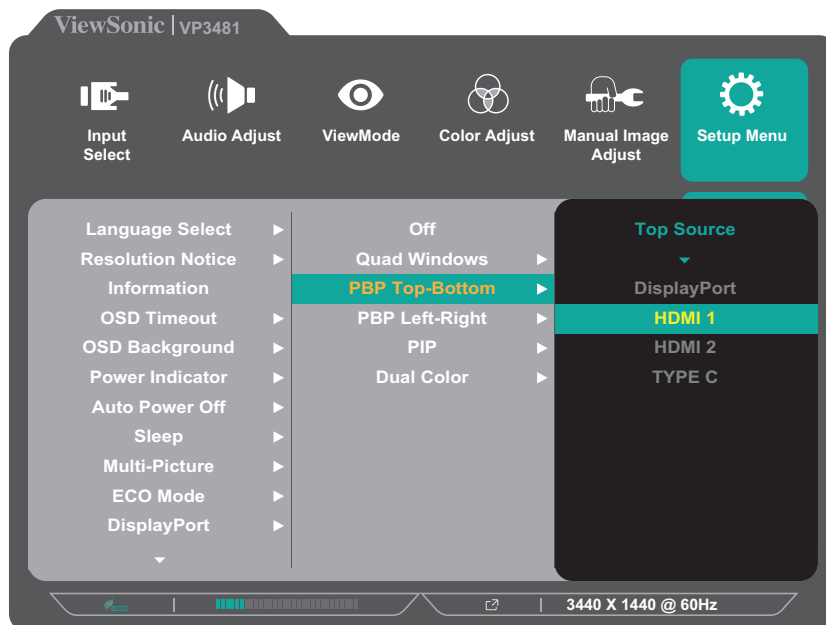 ViewSonic | VP3481
Input
Select
Audio Adjust
ViewMode
Color Adjust
Manual Image
Adjust
Setup Menu
Language Select
Resolution Notice
Information
OSD Timeout
OSD Background
Power Indicator
Auto Power Off
Sleep
Multi-Picture
ECO Mode
DisplayPort
Off
Quad Windows
PBP Top-Bottom
PBP Left-Right
PIP
Dual Color
Top Source
DisplayPort
HDMI 1
HDMI 2
TYPE C
ECO
3440 X 1440 @ 60Hz